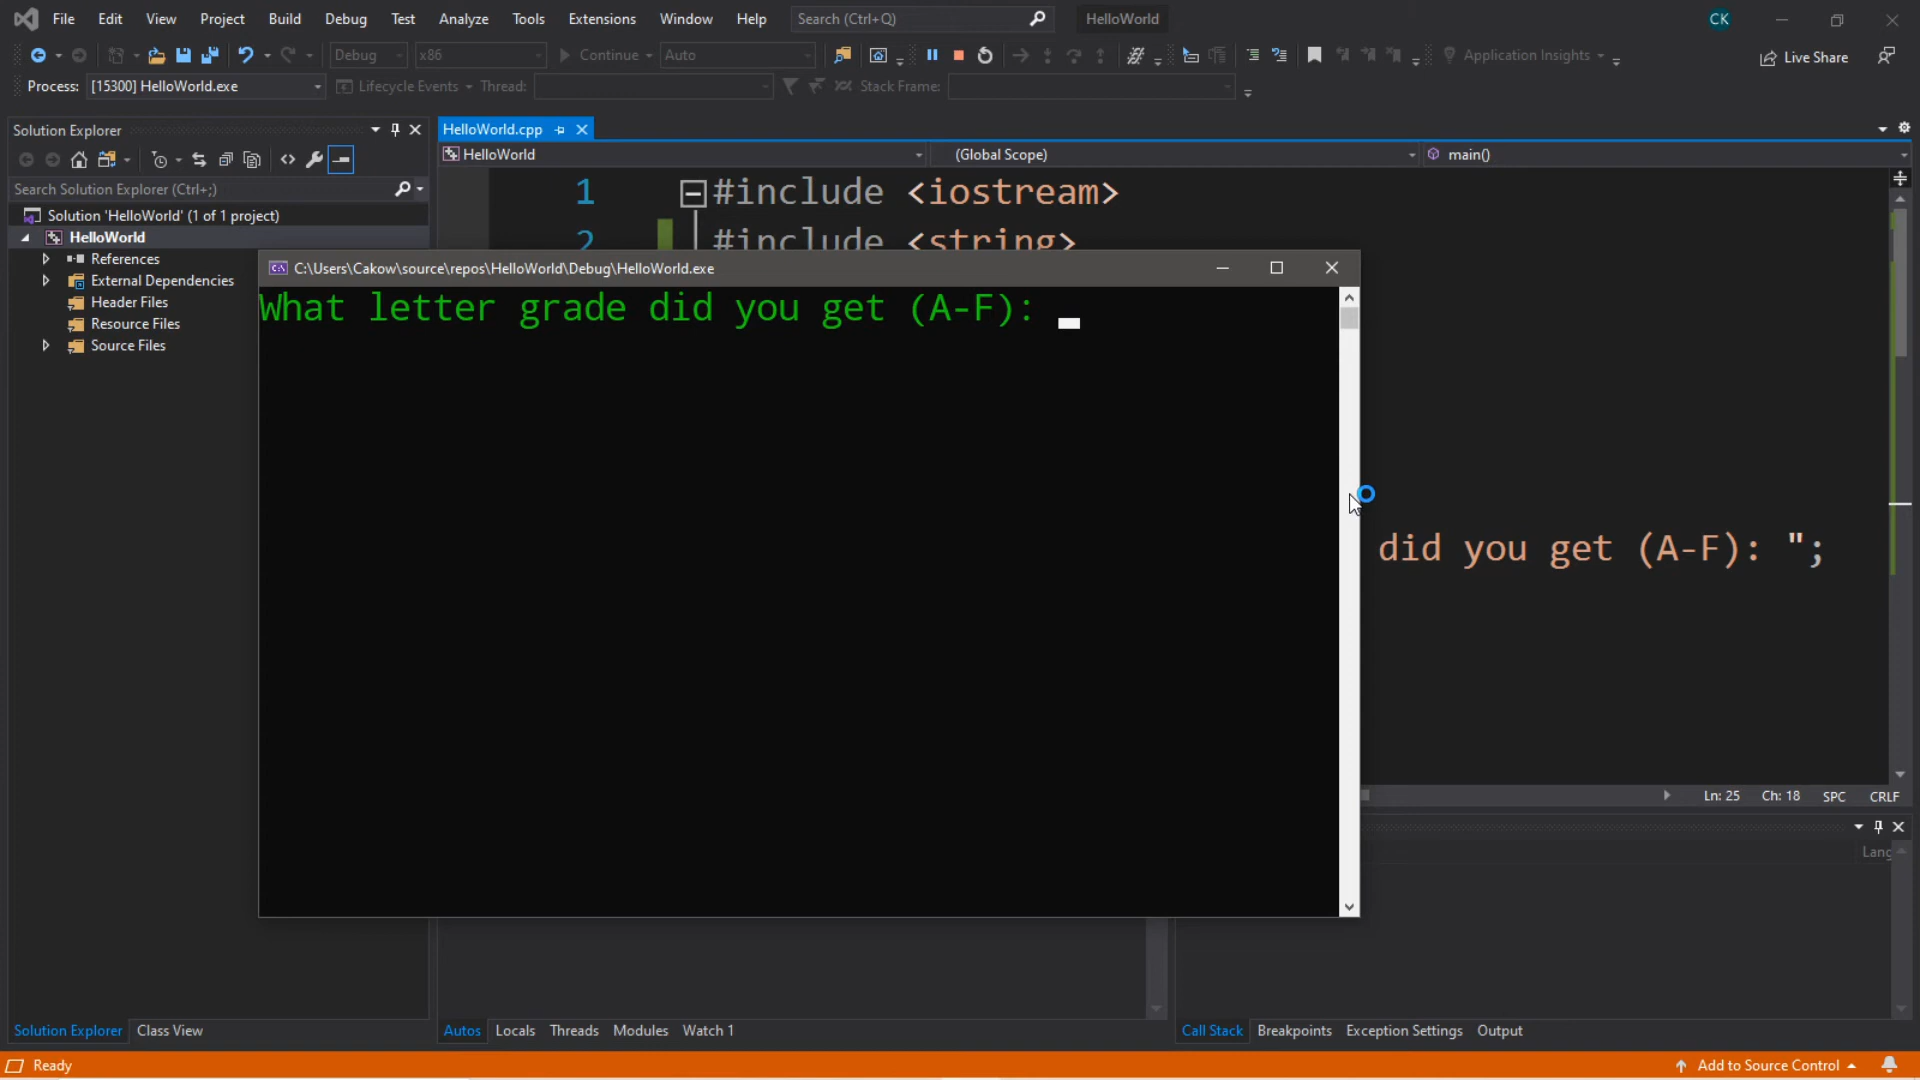 File Edit View Project Build Debug Test Analyze Tools Extensions Window Help Search (Ctrl+Q) HelloWorld CK
Debug x86 Continue Auto Application Insights Live Share
Process: [15300] HelloWorld.exe Lifecycle Events Thread: Stack Frame:
Solution Explorer
HelloWorld.cpp
HelloWorld (Global Scope) main()
Search Solution Explorer (Ctrl+;)
Solution 'HelloWorld' (1 of 1 project)
HelloWorld
References
External Dependencies
Header Files
Resource Files
Source Files
1 #include <iostream>
2 #include <string>
C:\Users\Cakow\source\repos\HelloWorld\Debug\HelloWorld.exe
What letter grade did you get (A-F):
did you get (A-F): ";
Ln: 25 Ch: 18 SPC CRLF
Lang
Solution Explorer Class View
Autos Locals Threads Modules Watch 1
Call Stack Breakpoints Exception Settings Output
Ready Add to Source Control